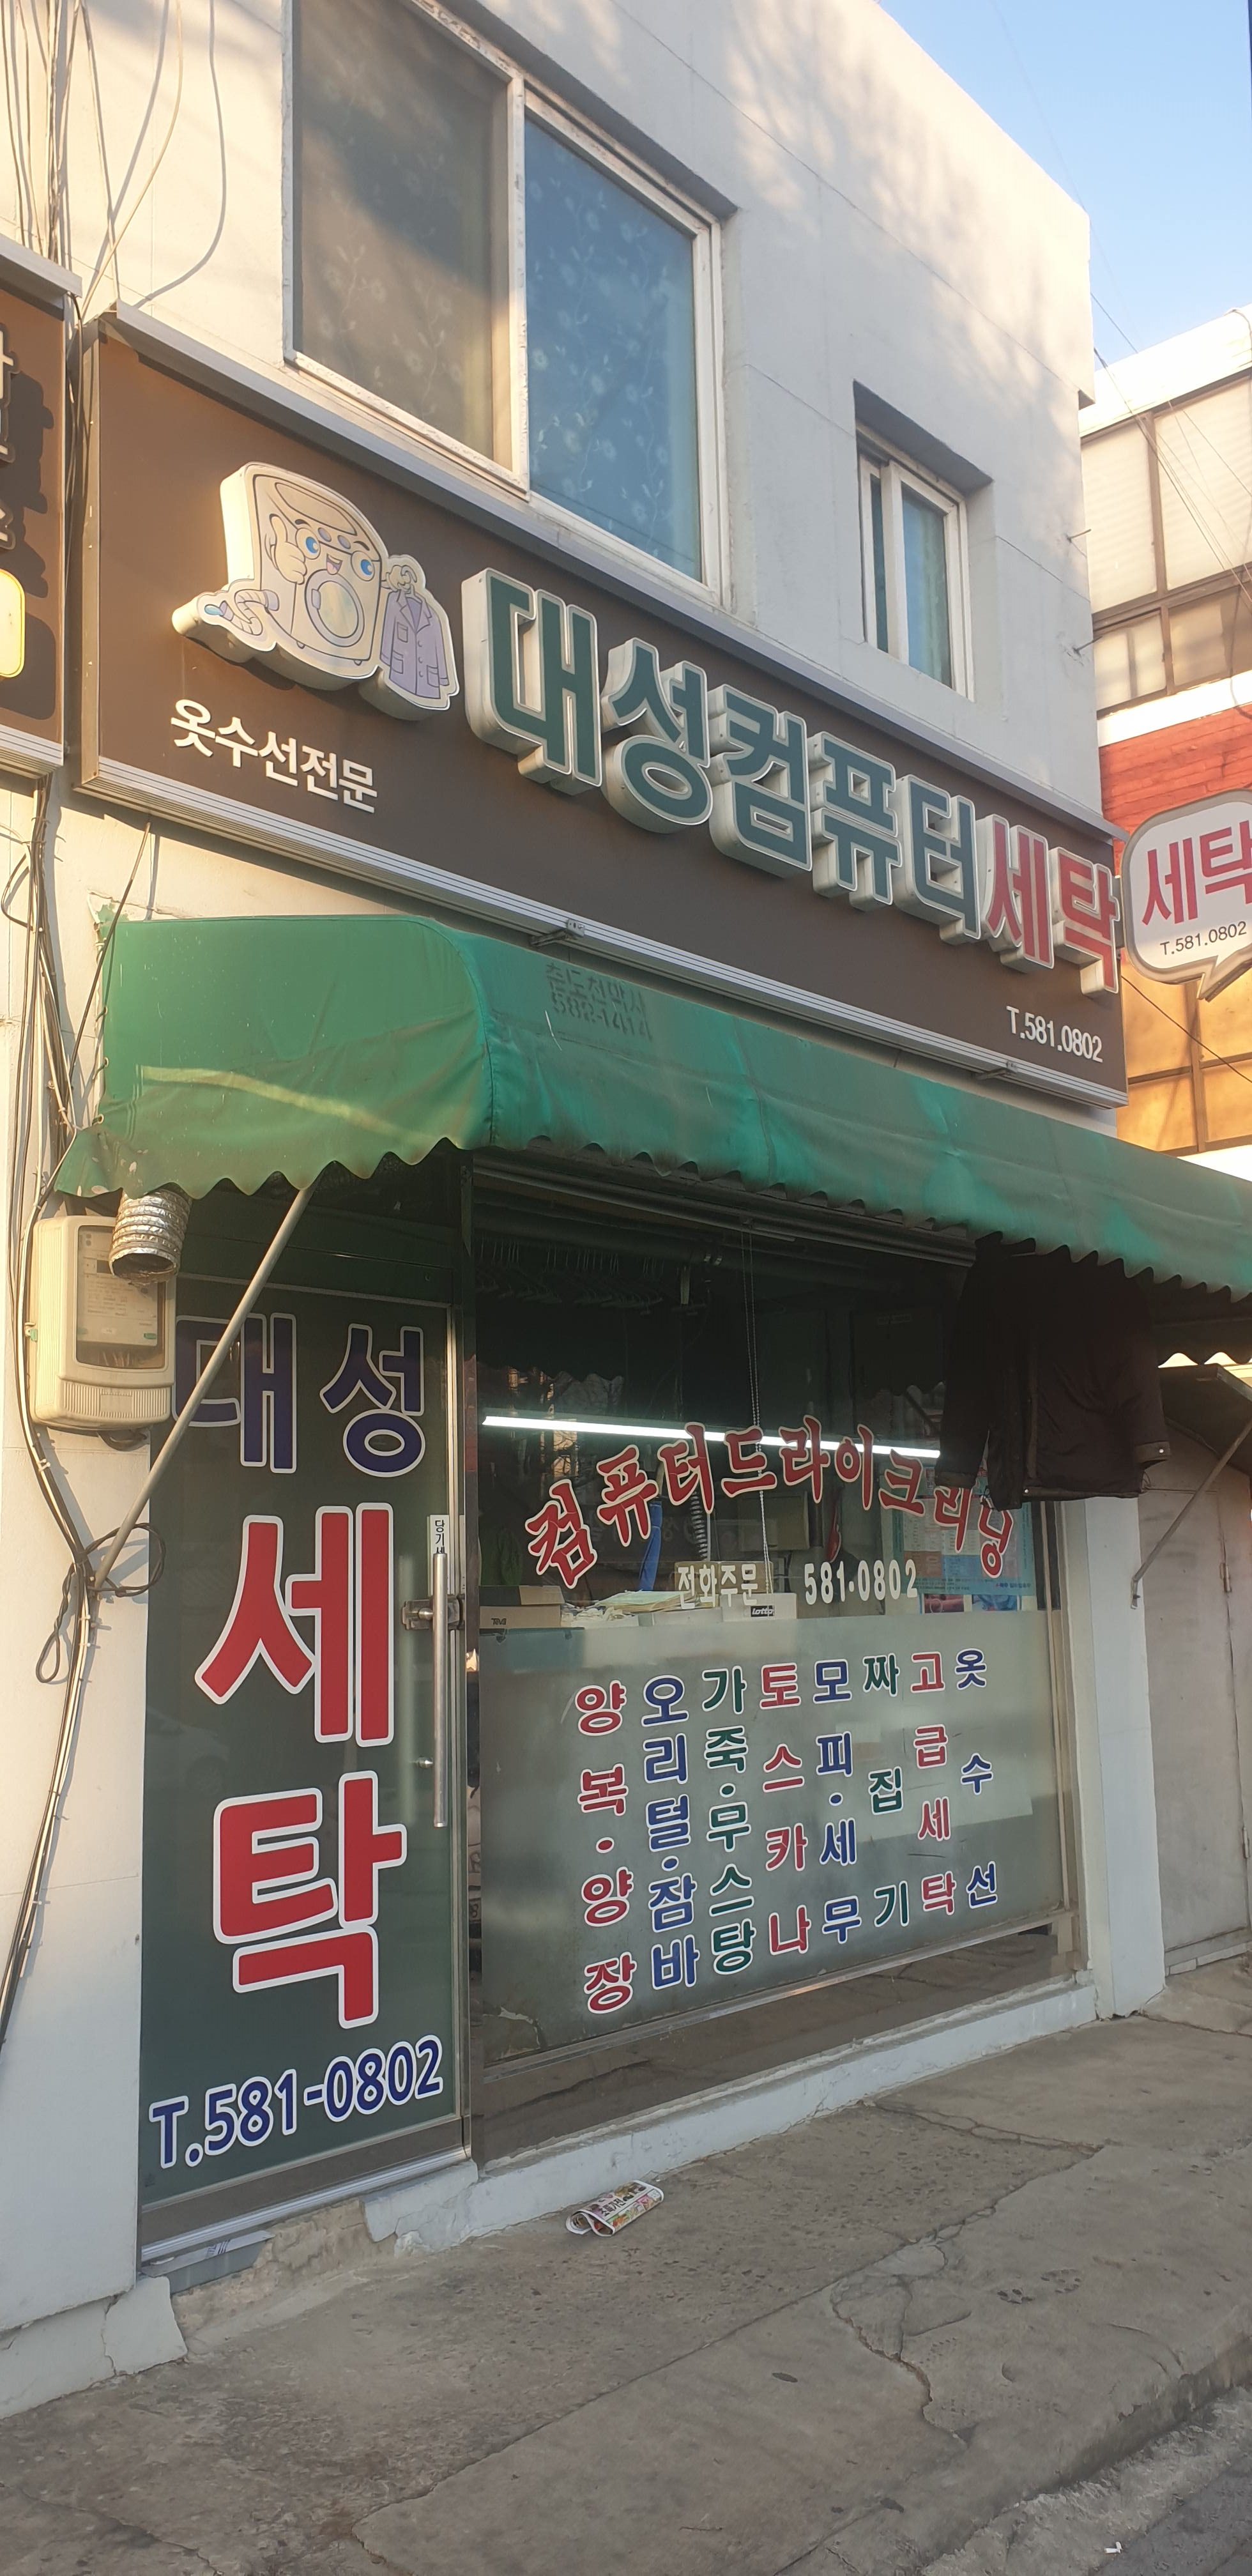 대성컴퓨터세탁
옷수선전문
T.581.0802
세탁
T.581.0802
582-1414
대성
세탁
T.581-0802
컴퓨터드라이크리닝
전화주문 581-0802
양복·양장
오리털·잠바
가죽·무스탕
토스카나
모피·세무
짜집기
고급세탁
옷수선